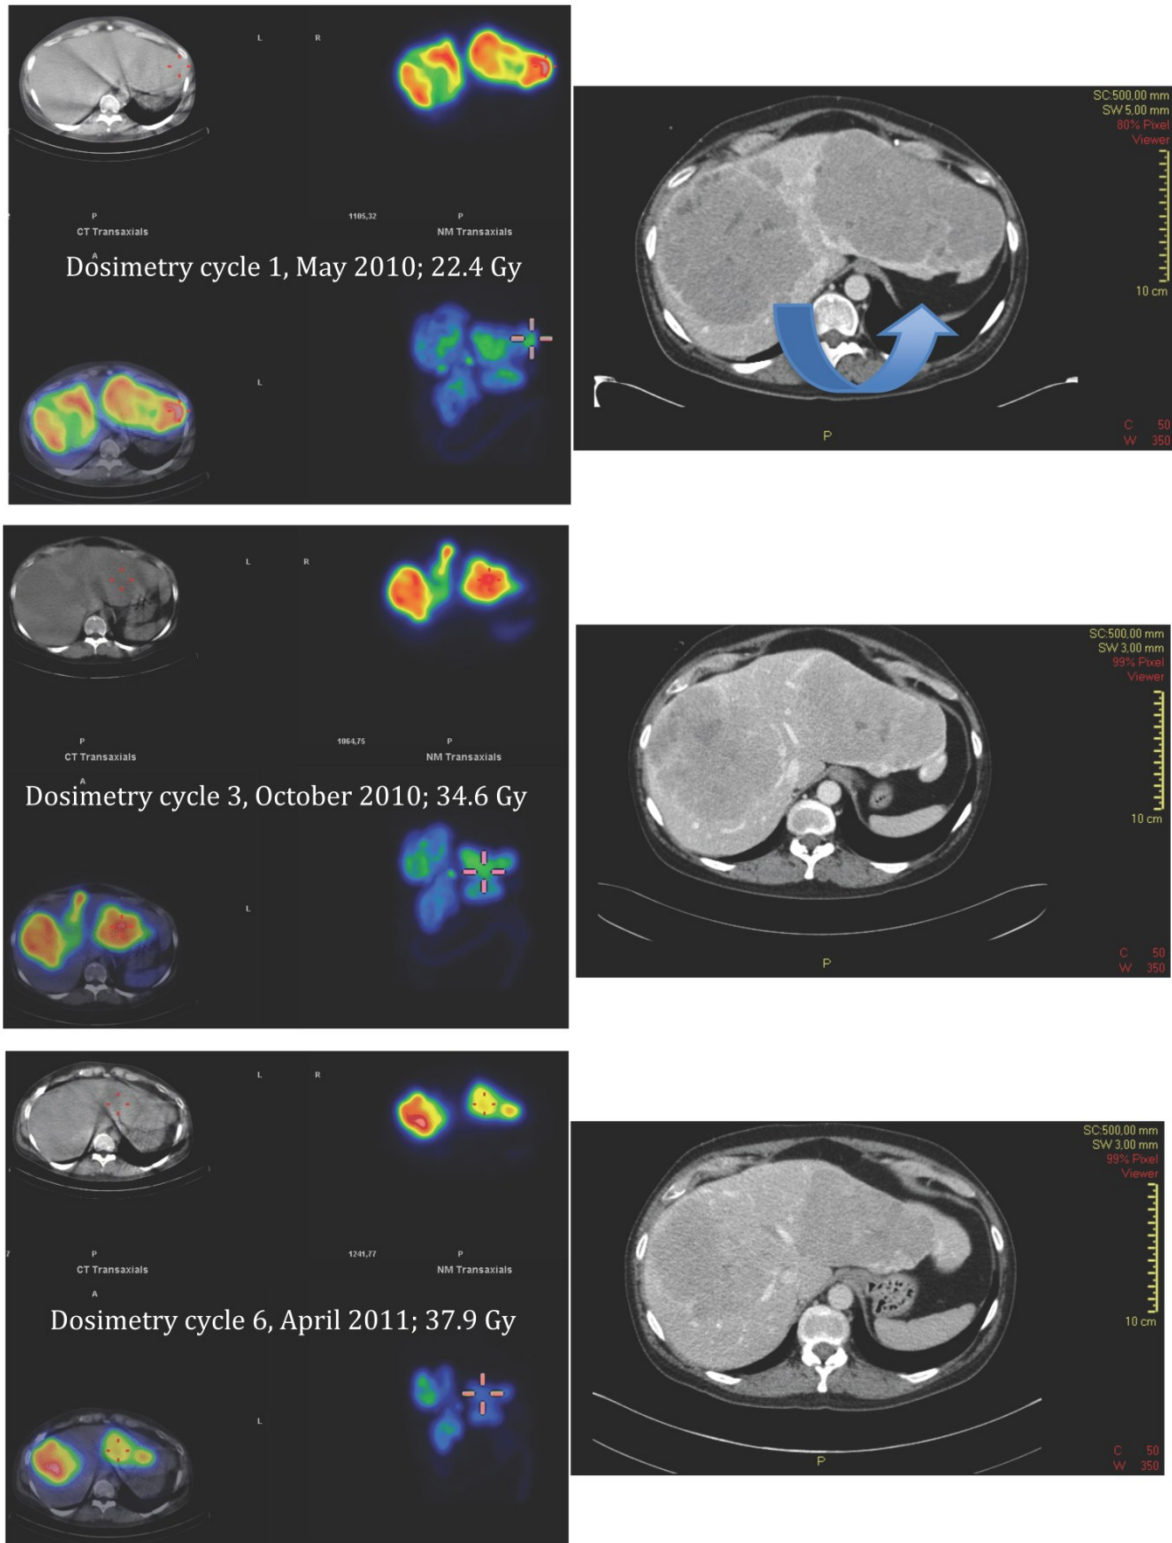 L R
1105,32
P P
CT Transaxials NM Transaxials
A
Dosimetry cycle 1, May 2010; 22.4 Gy
L
SC:500,00 mm
SW 5,00 mm
80% Pixel
Viewer
10 cm
P
C 50
W 350
L R
1064,75
P P
CT Transaxials NM Transaxials
A
Dosimetry cycle 3, October 2010; 34.6 Gy
L
SC:500,00 mm
SW 3,00 mm
99% Pixel
Viewer
10 cm
P
C 50
W 350
L R
7 P 1241,77 P
CT Transaxials NM Transaxials
A
Dosimetry cycle 6, April 2011; 37.9 Gy
L
SC:500,00 mm
SW 3,00 mm
99% Pixel
Viewer
10 cm
P
C 50
W 350